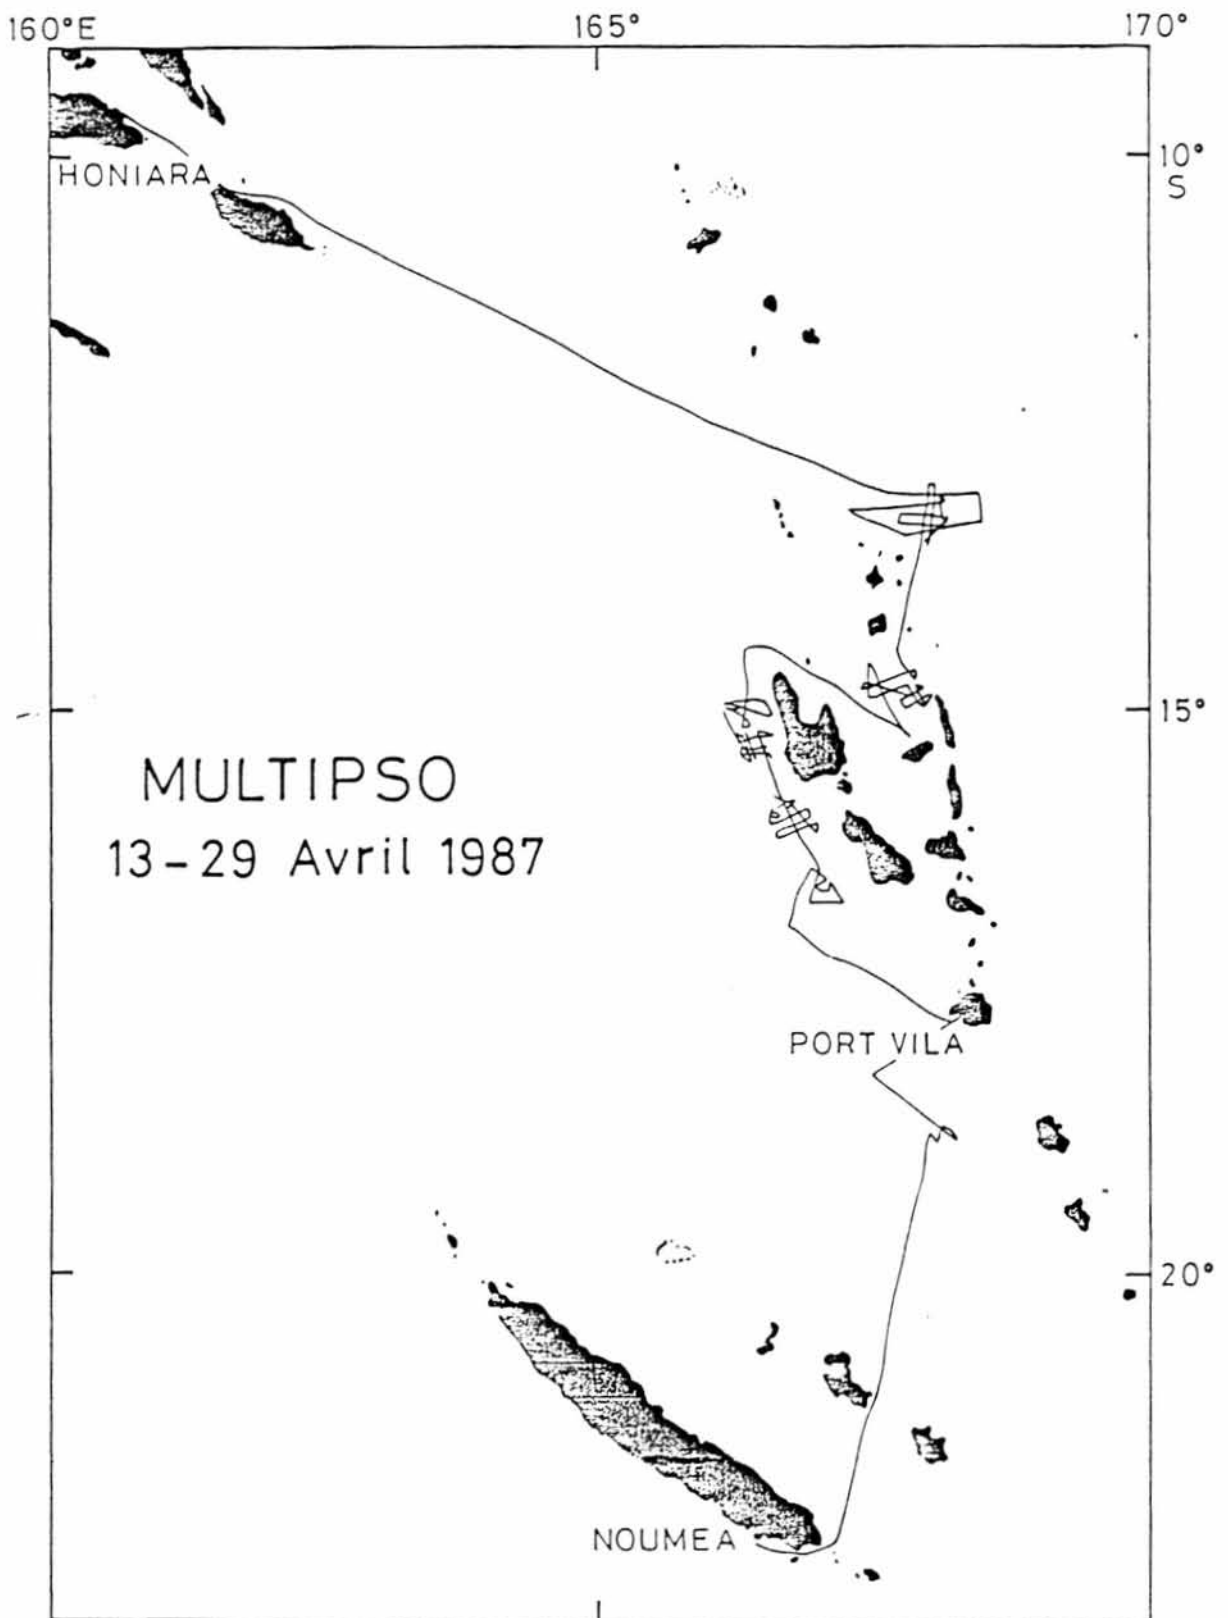 160°E 165° 170°
10°
S
HONIARA
15°
MULTIPSO
13-29 Avril 1987
PORT VILA
20°
NOUMEA